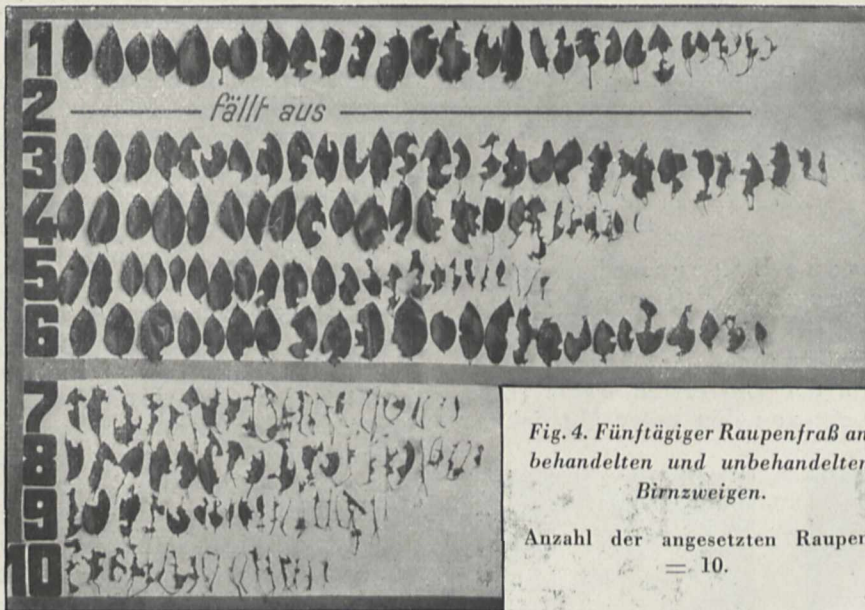 1
2 fällt aus
3
4
5
6
7
8
9
10
Fig. 4. Fünftägiger Raupenfraß an
behandelten und unbehandelten
Birnzweigen.
Anzahl der angesetzten Raupen
= 10.